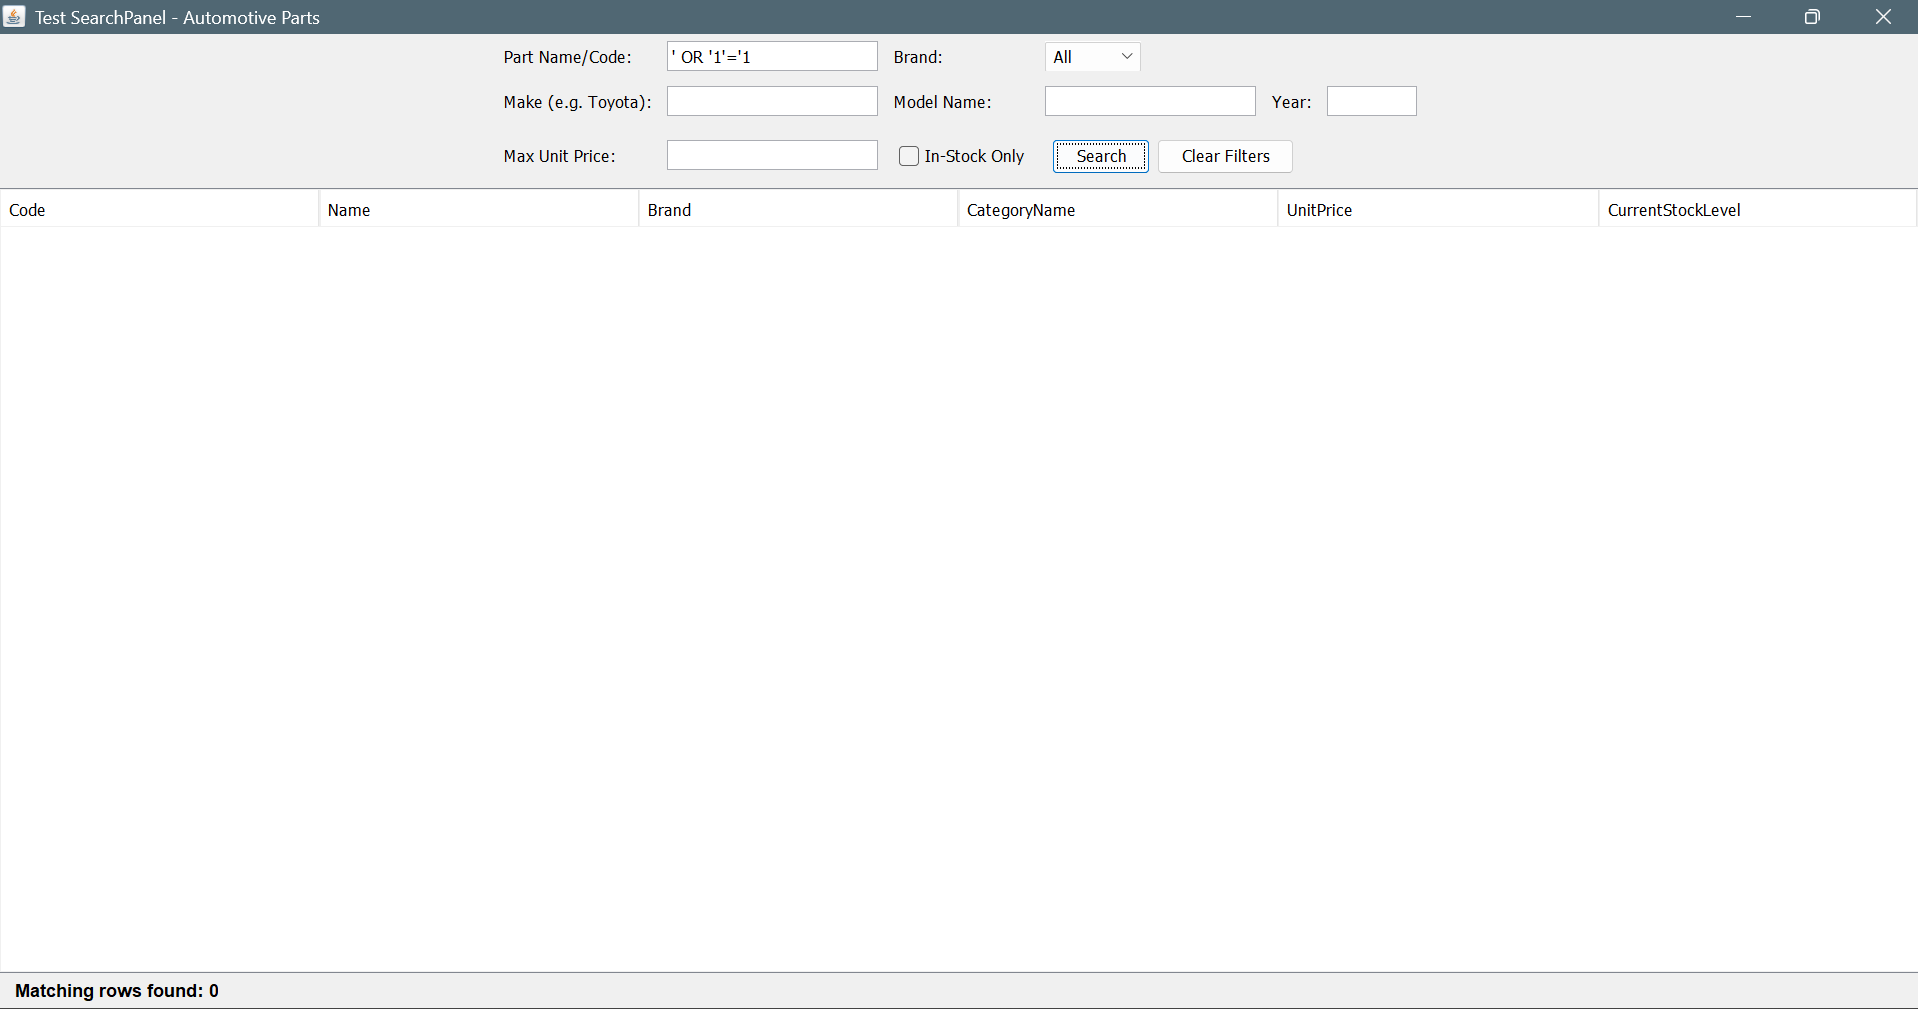 Test SearchPanel - Automotive Parts
Part Name/Code: ' OR '1'='1 Brand: All
Make (e.g. Toyota): Model Name: Year:
Max Unit Price: In-Stock Only Search Clear Filters
Code Name Brand CategoryName UnitPrice CurrentStockLevel
Matching rows found: 0